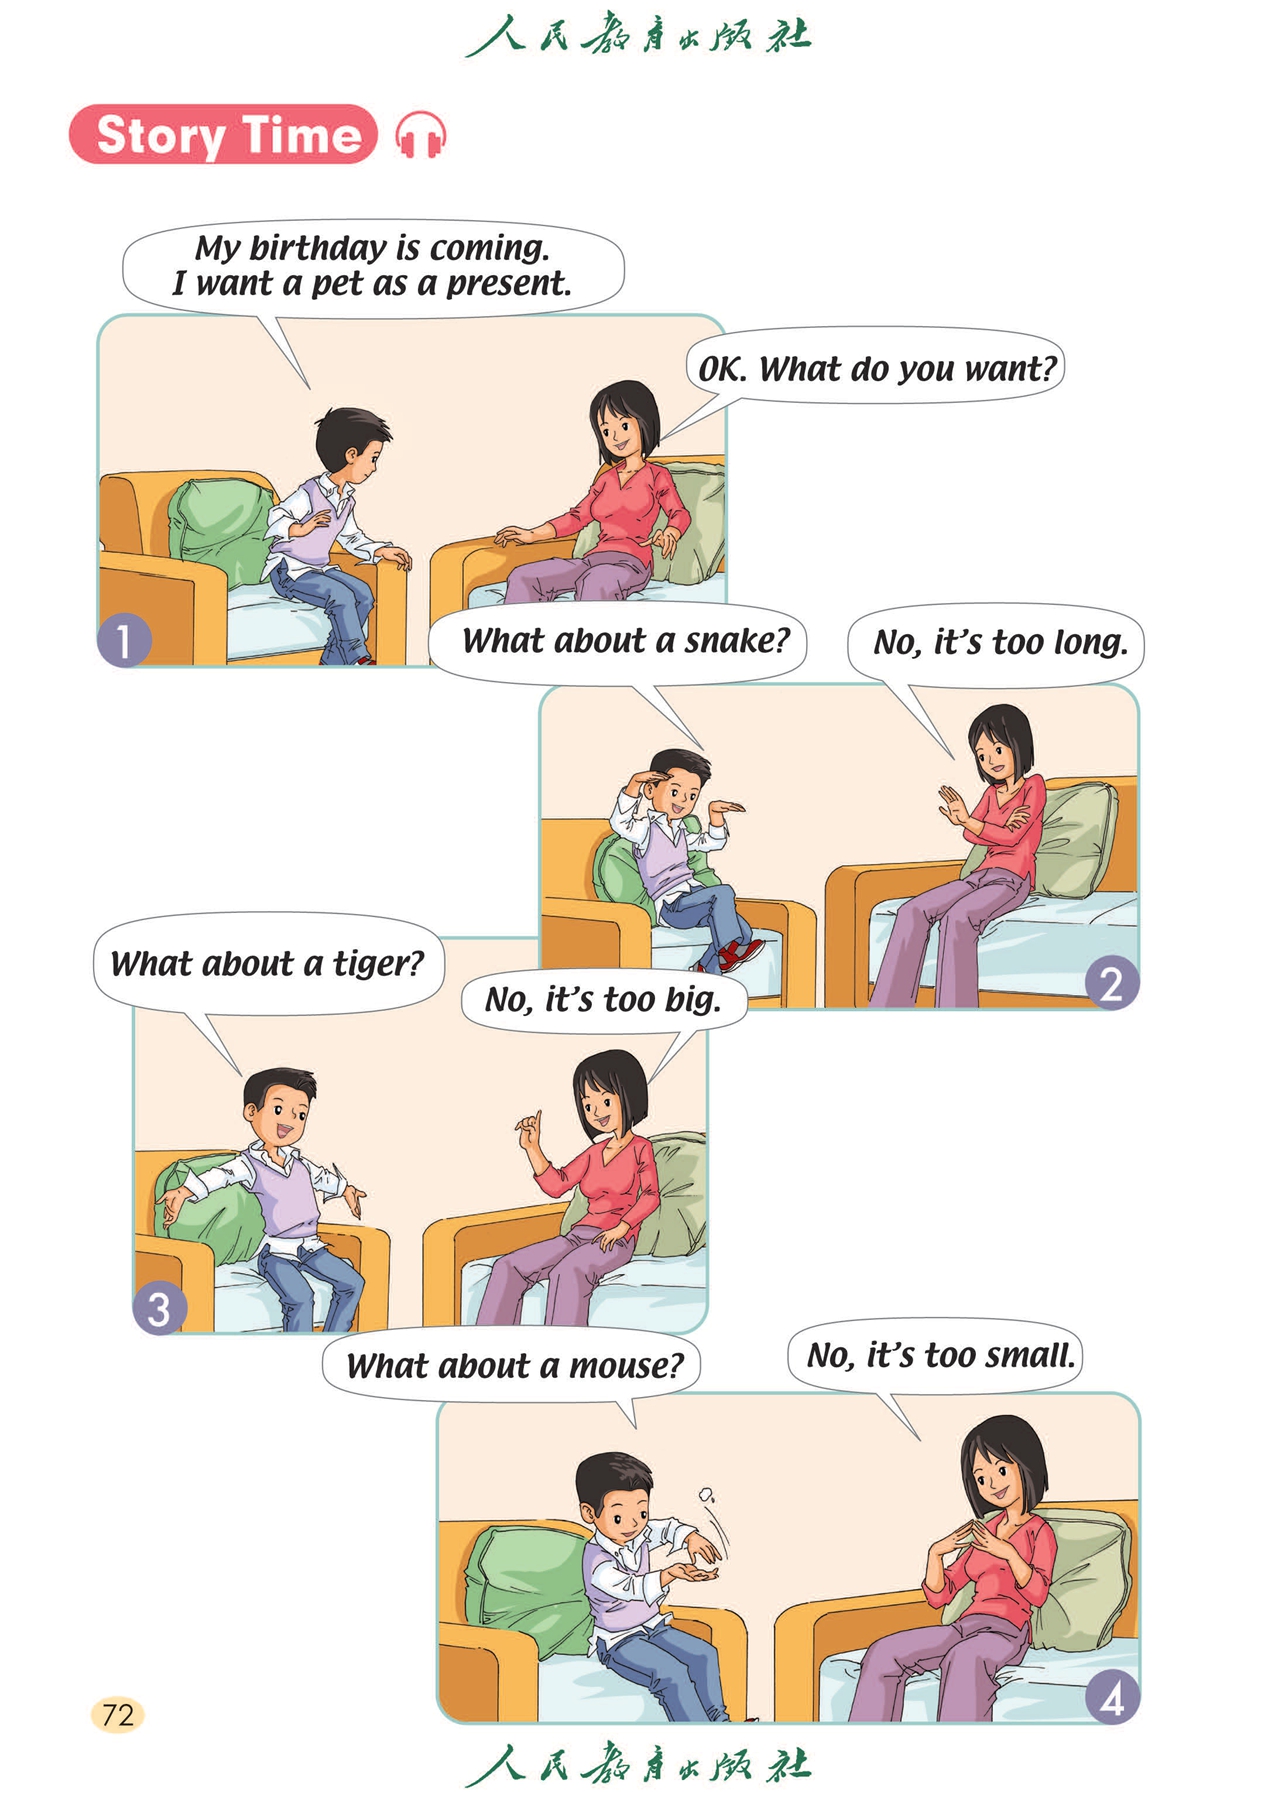 人民教育出版社
Story Time
My birthday is coming.
I want a pet as a present.
OK. What do you want?
1
What about a snake?
No, it's too long.
2
What about a tiger?
No, it's too big.
3
What about a mouse?
No, it's too small.
4
72
人民教育出版社